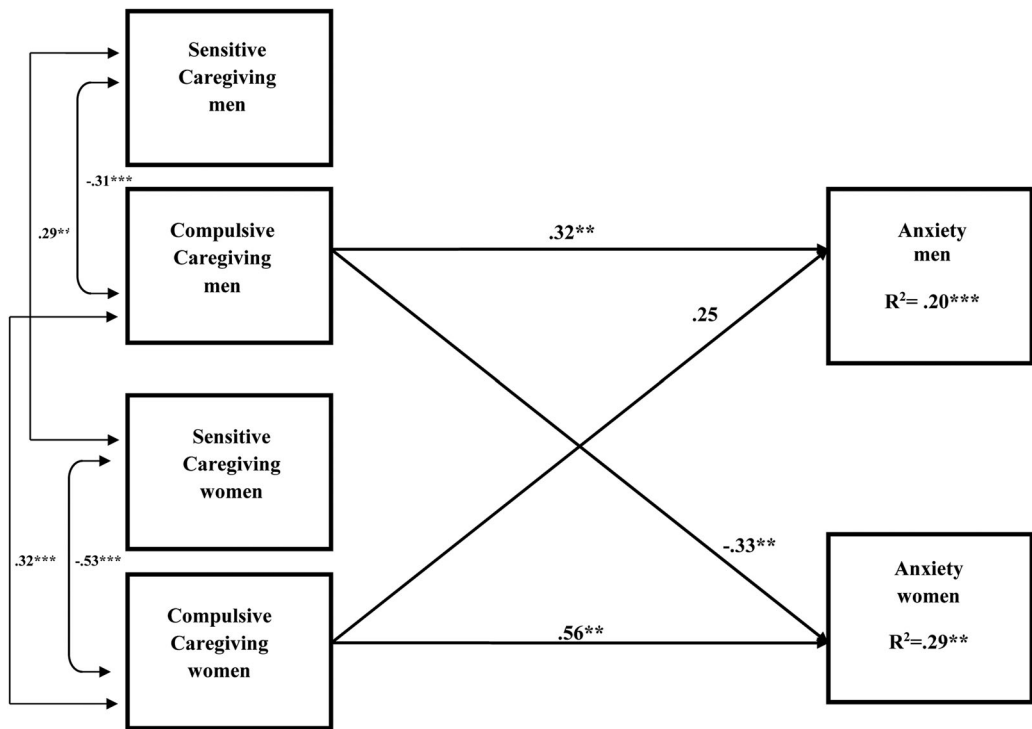 Sensitive
Caregiving
men
-.31***
.29**
Compulsive
Caregiving
men
.32**
Anxiety
men
R²= .20***
.25
Sensitive
Caregiving
women
.32***
-.53***
-.33**
Compulsive
Caregiving
women
.56**
Anxiety
women
R²=.29**